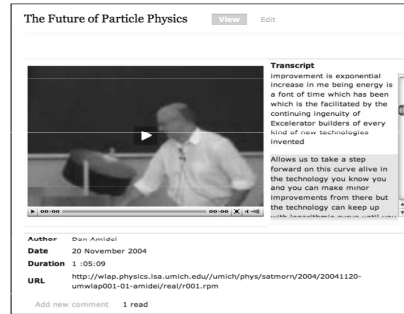 The Future of Particle Physics
View
Edit
Transcript
improvement is exponential
increase in me being energy is
a font of time which has been
which is the facilitated by the
continuing ingenuity of
Excelerator builders of every
kind of new technologies
invented
Allows us to take a step
forward on this curve alive in
the technology you know you
and you can make minor
improvements from there but
the technology can keep up
with logarithmic curve until you
00:00
00:00
Author Dan Amidei
Date 20 November 2004
Duration 1 :05:09
URL http://wlap.physics.lsa.umich.edu//umich/phys/satmorn/2004/20041120-
umwlap001-01-amidei/real/r001.rpm
Add new comment 1 read